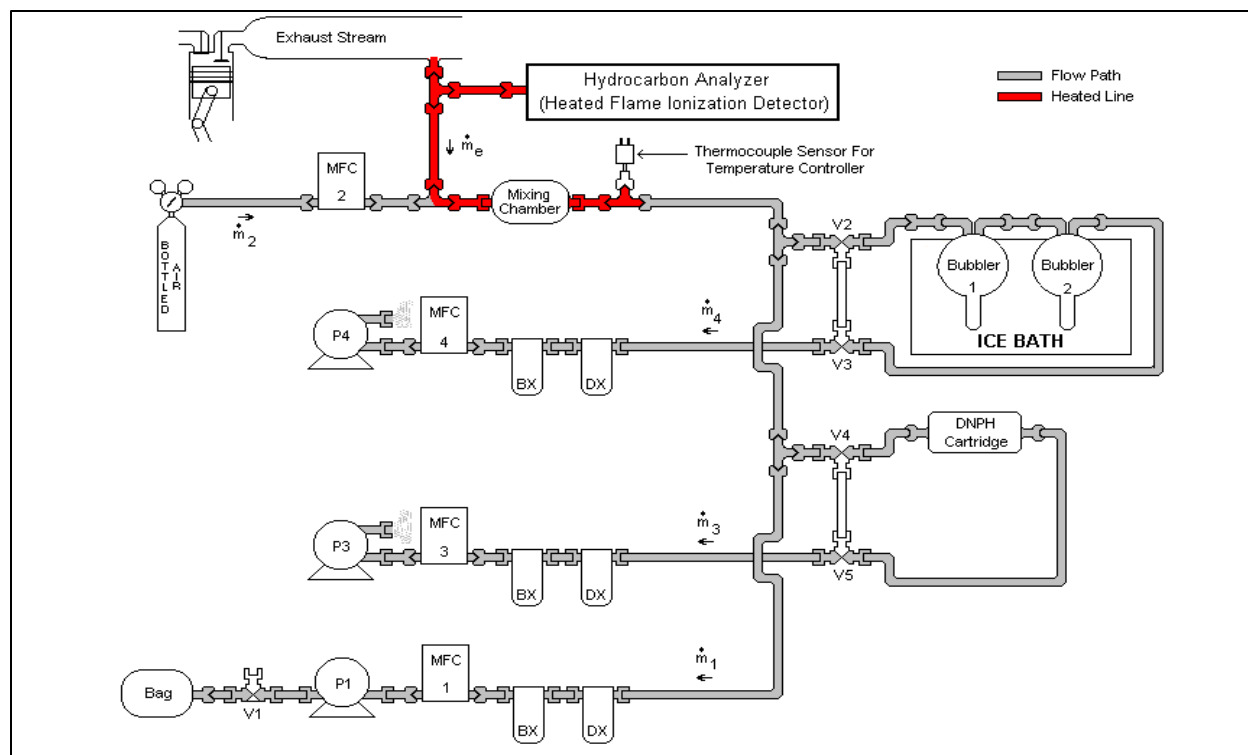 Exhaust Stream
Hydrocarbon Analyzer
(Heated Flame Ionization Detector)
Flow Path
Heated Line
ṁe
Thermocouple Sensor For
Temperature Controller
MFC
2
Mixing
Chamber
ṁ2
BOTTLED
AIR
V2
Bubbler
1
Bubbler
2
ICE BATH
V3
ṁ4
MFC
4
P4
BX
DX
V4
DNPH
Cartridge
V5
ṁ3
MFC
3
P3
BX
DX
ṁ1
MFC
1
P1
Bag
V1
BX
DX